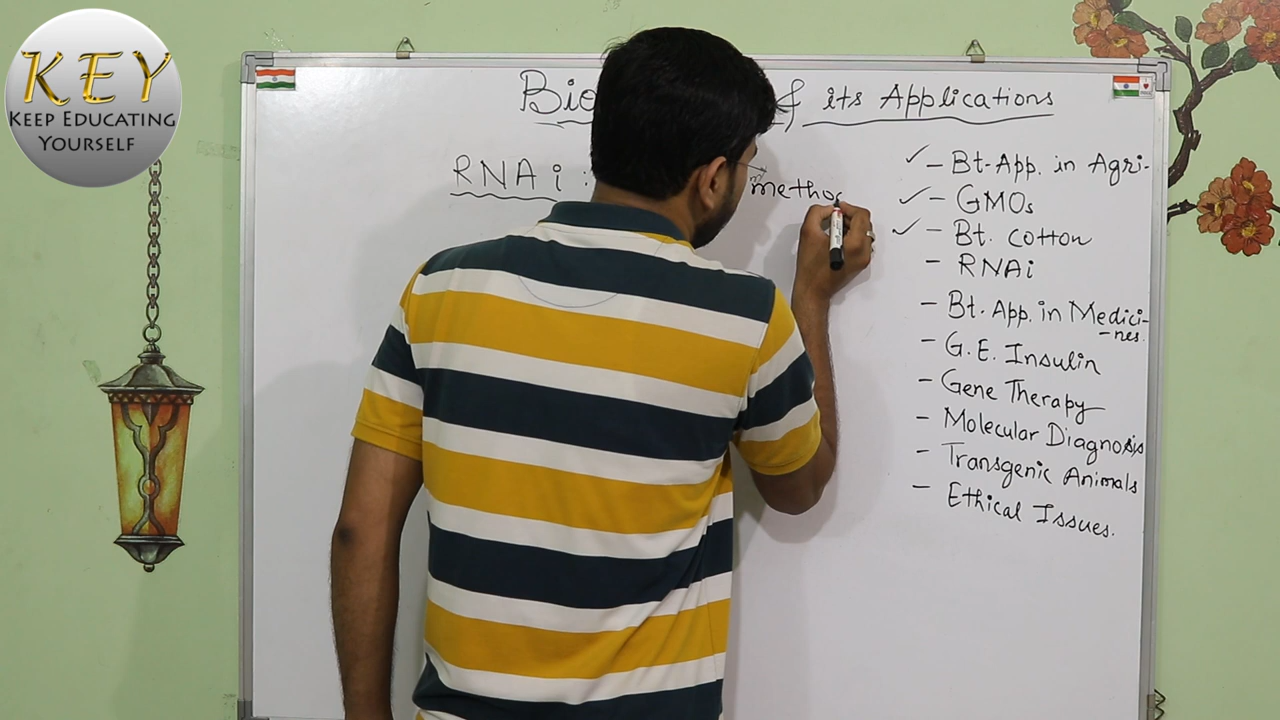 KEY
KEEP EDUCATING
YOURSELF
Bio & its Applications
RNAi : metho
✓ - Bt-App. in Agri-
✓ - GMOs
✓ - Bt. cotton
- RNAi
- Bt. App. in Medici-
-nes.
- G.E. Insulin
- Gene Therapy
- Molecular Diagnosis
- Transgenic Animals
- Ethical Issues.